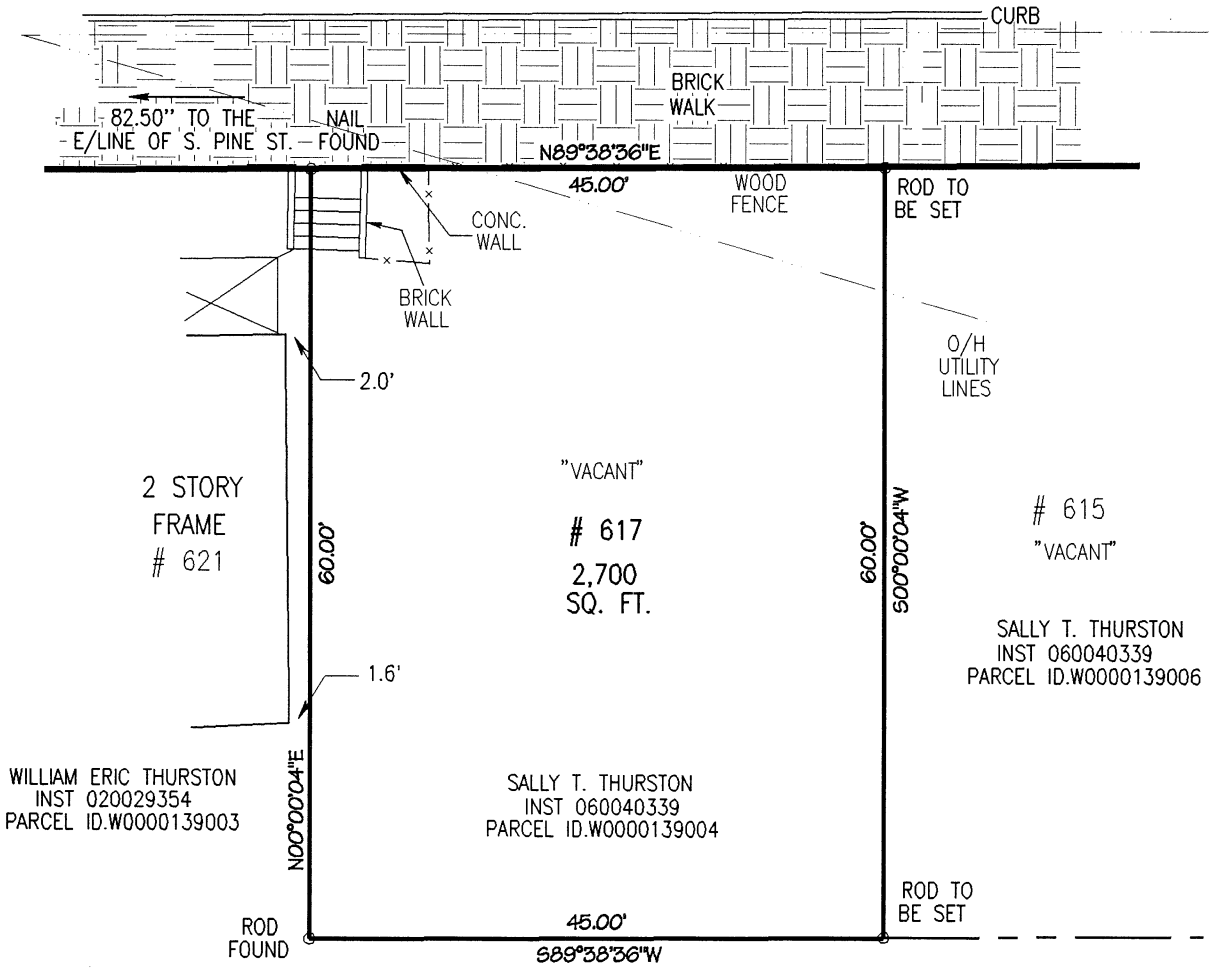 CURB
BRICK
WALK
82.50" TO THE
E/LINE OF S. PINE ST.
NAIL
FOUND
N89°38'36"E
45.00'
WOOD
FENCE
ROD TO
BE SET
CONC.
WALL
BRICK
WALL
O/H
UTILITY
LINES
2.0'
2 STORY
FRAME
# 621
60.00'
"VACANT"
# 617
2,700
SQ. FT.
60.00'
S00°00'04"W
# 615
"VACANT"
SALLY T. THURSTON
INST 060040339
PARCEL ID.W0000139006
1.6'
WILLIAM ERIC THURSTON
INST 020029354
PARCEL ID.W0000139003
N00°00'04"E
SALLY T. THURSTON
INST 060040339
PARCEL ID.W0000139004
ROD TO
BE SET
ROD
FOUND
45.00'
S89°38'36"W